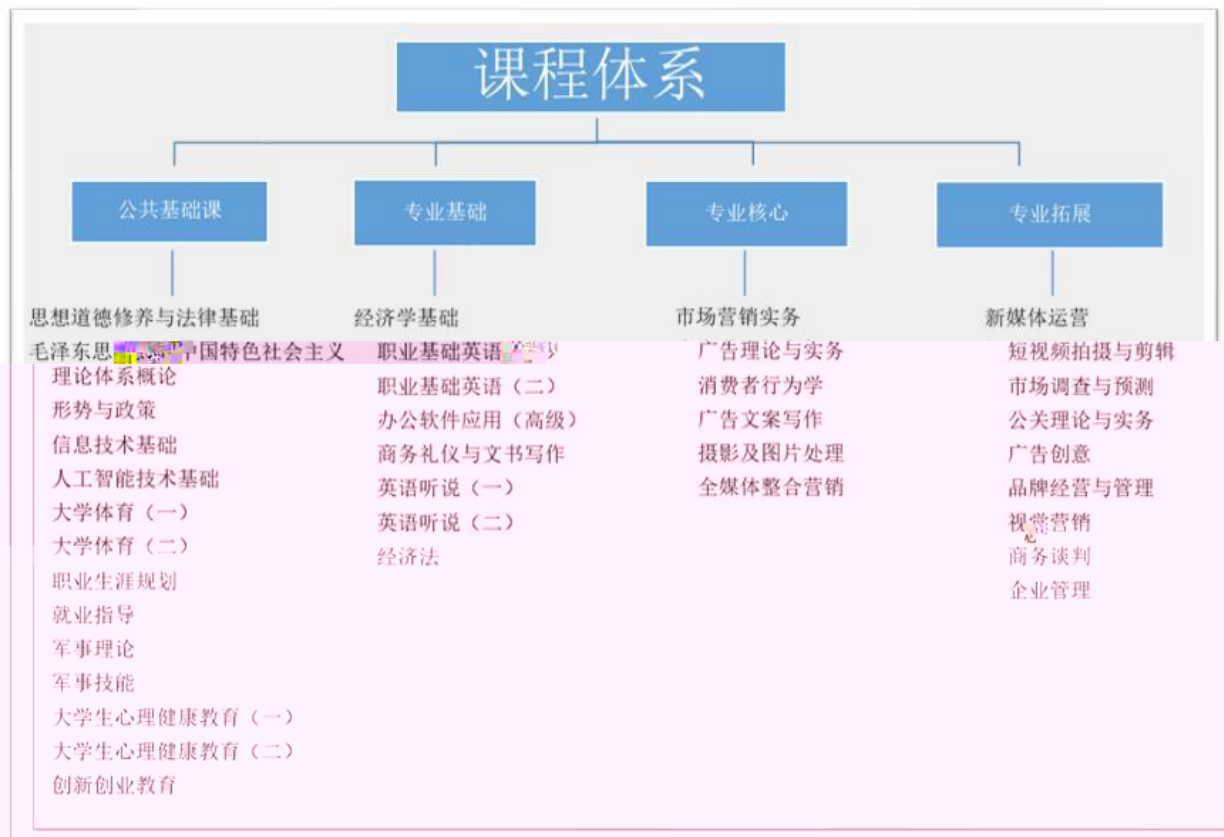 课程体系
公共基础课
专业基础
专业核心
专业拓展
思想道德修养与法律基础
毛泽东思 中国特色社会主义
理论体系概论
形势与政策
信息技术基础
人工智能技术基础
大学体育（一）
大学体育（二）
职业生涯规划
就业指导
军事理论
军事技能
大学生心理健康教育（一）
大学生心理健康教育（二）
创新创业教育
经济学基础
职业基础英语
职业基础英语（二）
办公软件应用（高级）
商务礼仪与文书写作
英语听说（一）
英语听说（二）
经济法
市场营销实务
广告理论与实务
消费者行为学
广告文案写作
摄影及图片处理
全媒体整合营销
新媒体运营
短视频拍摄与剪辑
市场调查与预测
公关理论与实务
广告创意
品牌经营与管理
视觉营销
商务谈判
企业管理